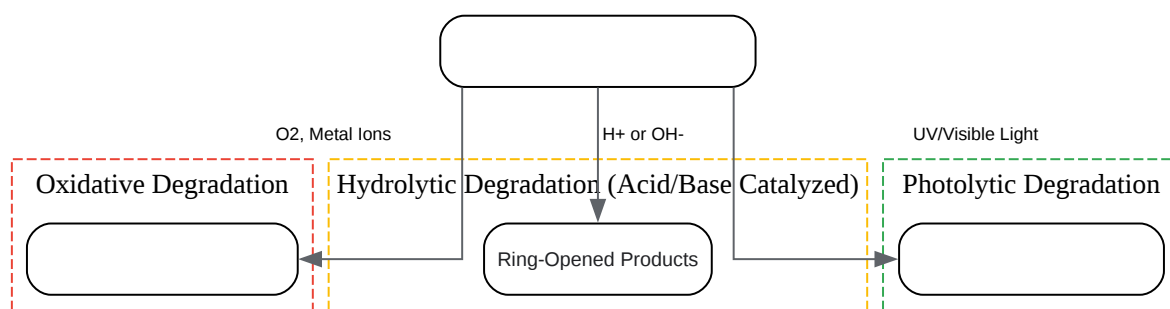 O2, Metal Ions
H+ or OH-
UV/Visible Light
Oxidative Degradation
Hydrolytic Degradation (Acid/Base Catalyzed)
Photolytic Degradation
Ring-Opened Products